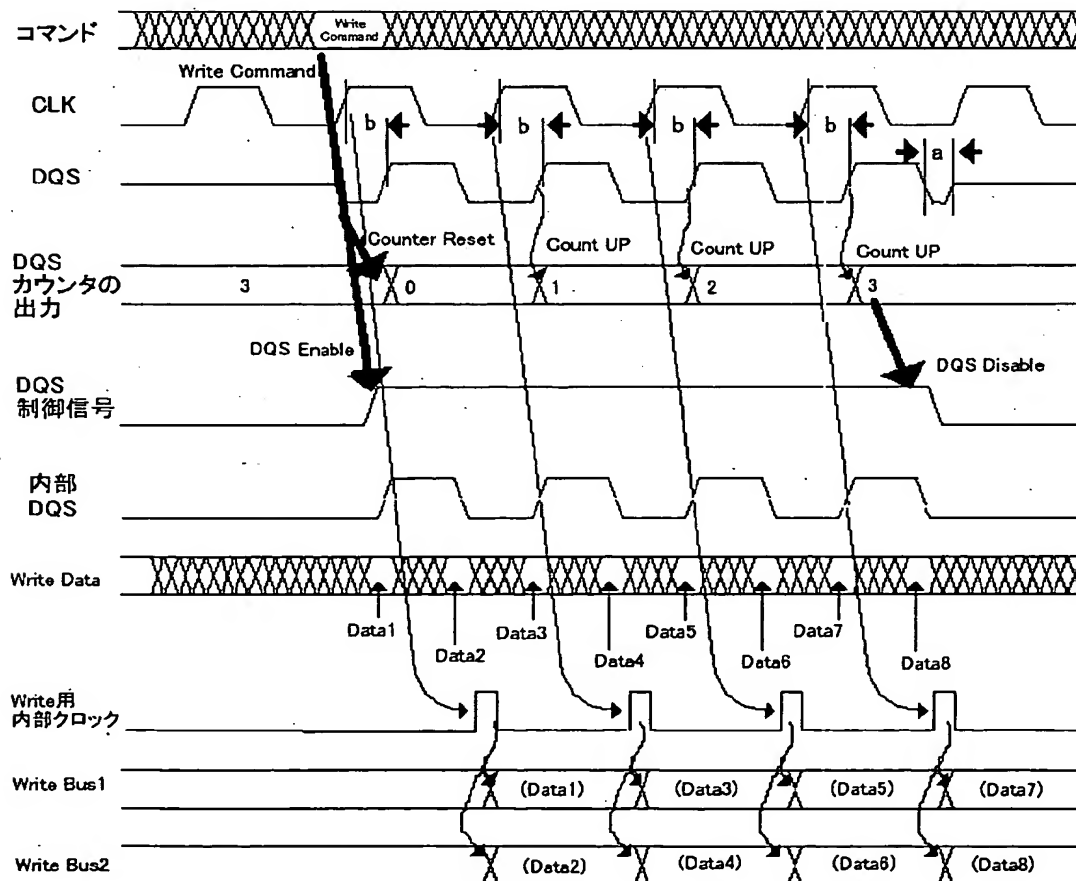 コマンド
Write
Command
Write Command
CLK
b
b
b
b
a
DQS
Counter Reset
Count UP
Count UP
Count UP
DQS
カウンタの
出力
3
0
1
2
3
DQS Enable
DQS Disable
DQS
制御信号
内部
DQS
Write Data
Data1
Data2
Data3
Data4
Data5
Data6
Data7
Data8
Write用
内部クロック
Write Bus1
(Data1)
(Data3)
(Data5)
(Data7)
Write Bus2
(Data2)
(Data4)
(Data6)
(Data8)